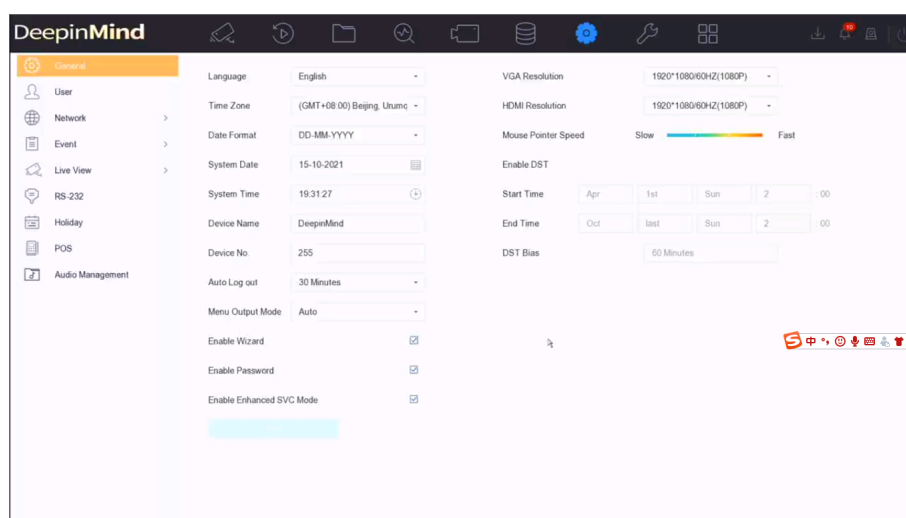 DeepinMind
10
General
User
Network
Event
Live View
RS-232
Holiday
POS
Audio Management
Language English
Time Zone (GMT+08:00) Beijing, Urumq
Date Format DD-MM-YYYY
System Date 15-10-2021
System Time 19:31:27
Device Name DeepinMind
Device No. 255
Auto Log out 30 Minutes
Menu Output Mode Auto
Enable Wizard
Enable Password
Enable Enhanced SVC Mode
VGA Resolution 1920*1080/60HZ(1080P)
HDMI Resolution 1920*1080/60HZ(1080P)
Mouse Pointer Speed Slow Fast
Enable DST
Start Time Apr 1st Sun 2 : 00
End Time Oct last Sun 2 : 00
DST Bias 60 Minutes
S 中